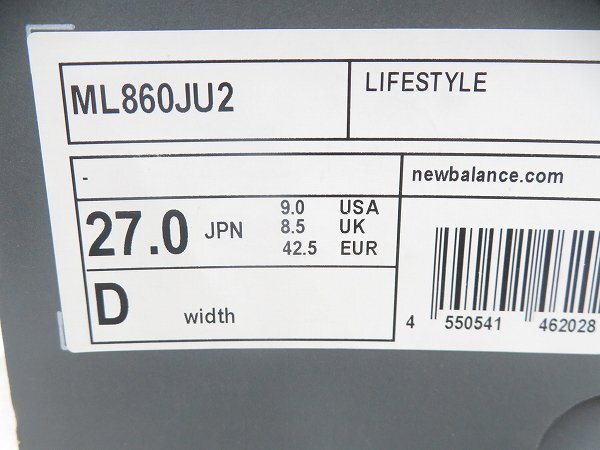 ML860JU2
LIFESTYLE
-
newbalance.com
27.0 JPN
9.0 USA
8.5 UK
42.5 EUR
D width
4 550541 462028